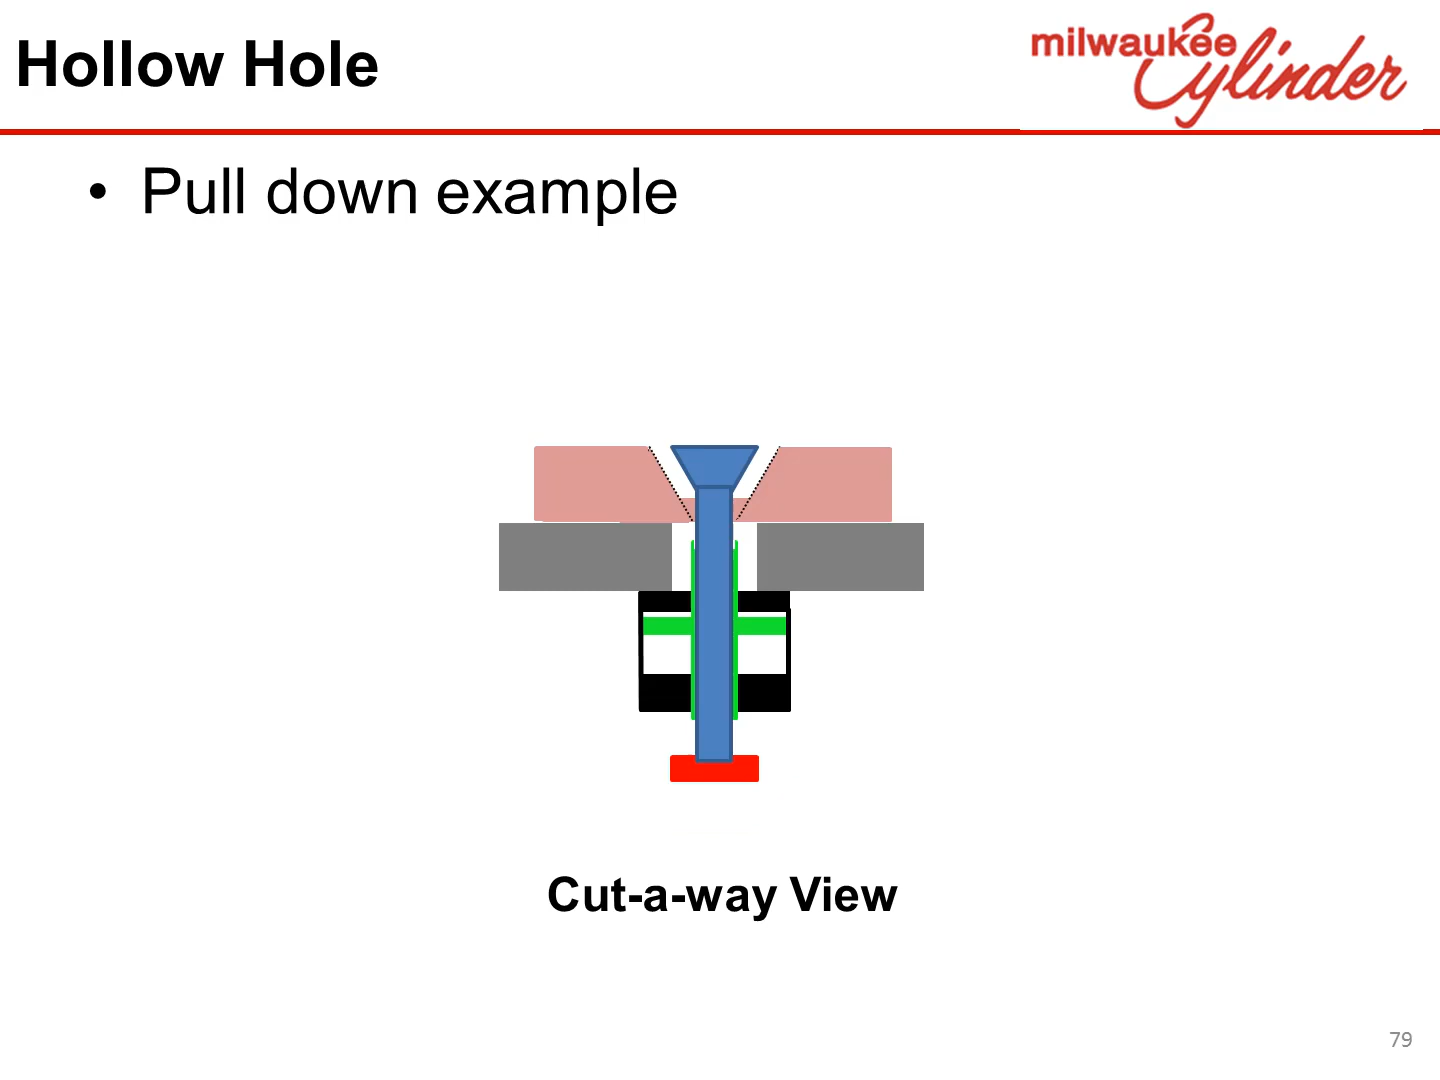 Hollow Hole
milwaukee
Cylinder
• Pull down example
Cut-a-way View
79